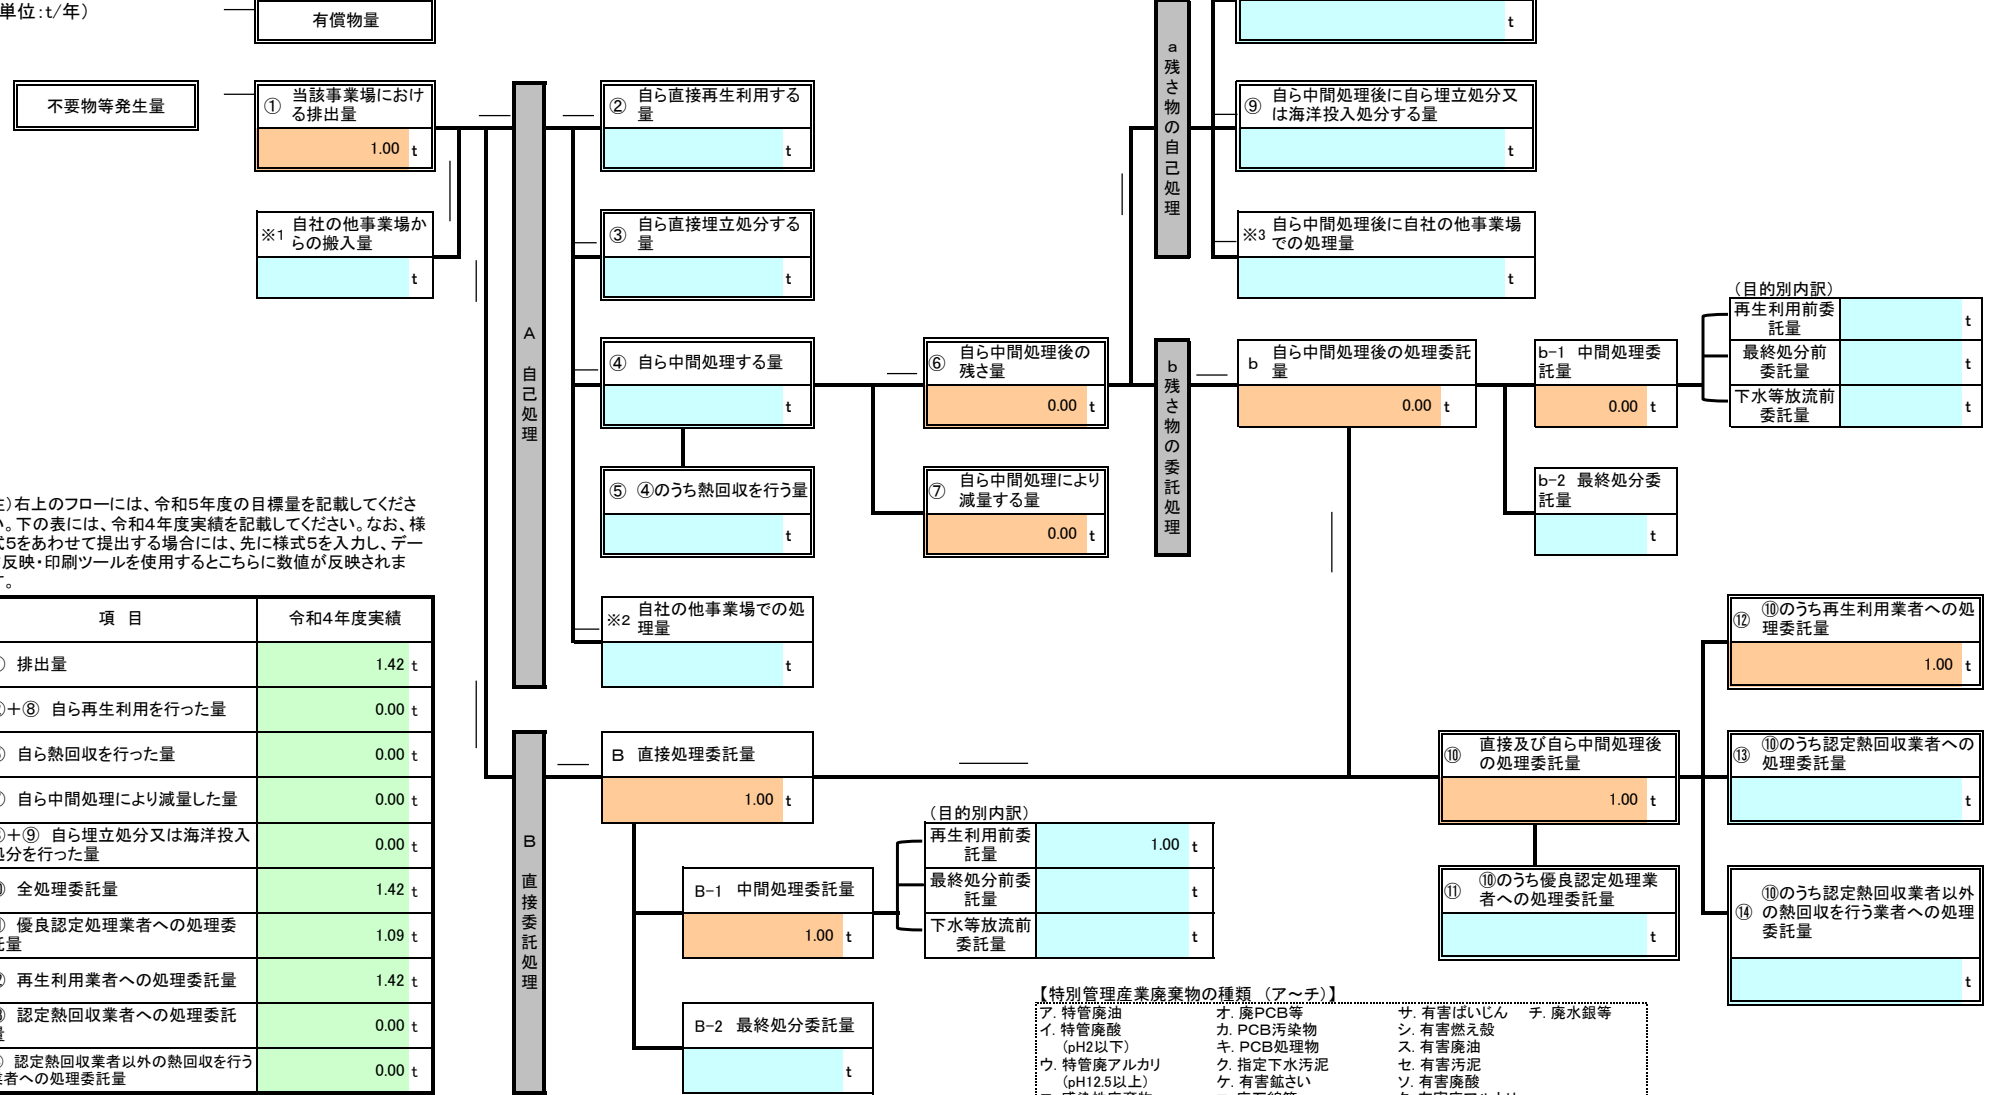 単位:t/年）
有償物量
t
不要物等発生量
① 当該事業場におけ
る排出量
1.00 t
※1 自社の他事業場か
らの搬入量
t
A 自己処理
② 自ら直接再生利用する
量
t
③ 自ら直接埋立処分する
量
t
④ 自ら中間処理する量
t
⑤ ④のうち熱回収を行う量
t
※2 自社の他事業場での処
理量
t
⑥ 自ら中間処理後の
残さ量
0.00 t
⑦ 自ら中間処理により
減量する量
0.00 t
a 残さ物の自己処理
⑨ 自ら中間処理後に自ら埋立処分又
は海洋投入処分する量
t
※3 自ら中間処理後に自社の他事業場
での処理量
t
b 残さ物の委託処理
b 自ら中間処理後の処理委託
量
0.00 t
b-1 中間処理委
託量
0.00 t
b-2 最終処分委
託量
t
（目的別内訳）
再生利用前委
託量
t
最終処分前
委託量
t
下水等放流前
委託量
t
）右上のフローには、令和5年度の目標量を記載してくださ
。下の表には、令和4年度実績を記載してください。なお、様
5をあわせて提出する場合には、先に様式5を入力し、デー
反映・印刷ツールを使用するとこちらに数値が反映されま
。
項 目 令和4年度実績
排出量 1.42 t
＋⑧ 自ら再生利用を行った量 0.00 t
自ら熱回収を行った量 0.00 t
自ら中間処理により減量した量 0.00 t
＋⑨ 自ら埋立処分又は海洋投入
処分を行った量 0.00 t
全処理委託量 1.42 t
優良認定処理業者への処理委
託量 1.09 t
再生利用業者への処理委託量 1.42 t
認定熱回収業者への処理委託
量 0.00 t
認定熱回収業者以外の熱回収を行う
業者への処理委託量 0.00 t
B 直接委託処理
B 直接処理委託量
1.00 t
B-1 中間処理委託量
1.00 t
B-2 最終処分委託量
t
（目的別内訳）
再生利用前委
託量
1.00 t
最終処分前委
託量
t
下水等放流前
委託量
t
⑩ 直接及び自ら中間処理後
の処理委託量
1.00 t
⑪ ⑩のうち優良認定処理業
者への処理委託量
t
⑫ ⑩のうち再生利用業者への処
理委託量
1.00 t
⑬ ⑩のうち認定熱回収業者への
処理委託量
t
⑭ ⑩のうち認定熱回収業者以外
の熱回収を行う業者への処理
委託量
t
【特別管理産業廃棄物の種類 （ア～チ）】
ア. 特管廃油 オ. 廃PCB等 サ. 有害ばいじん チ. 廃水銀等
イ. 特管廃酸 カ. PCB汚染物 シ. 有害燃え殻
（pH2以下） キ. PCB処理物 ス. 有害廃油
ウ. 特管廃アルカリ ク. 指定下水汚泥 セ. 有害汚泥
（pH12.5以上） ケ. 有害鉱さい ソ. 有害廃酸